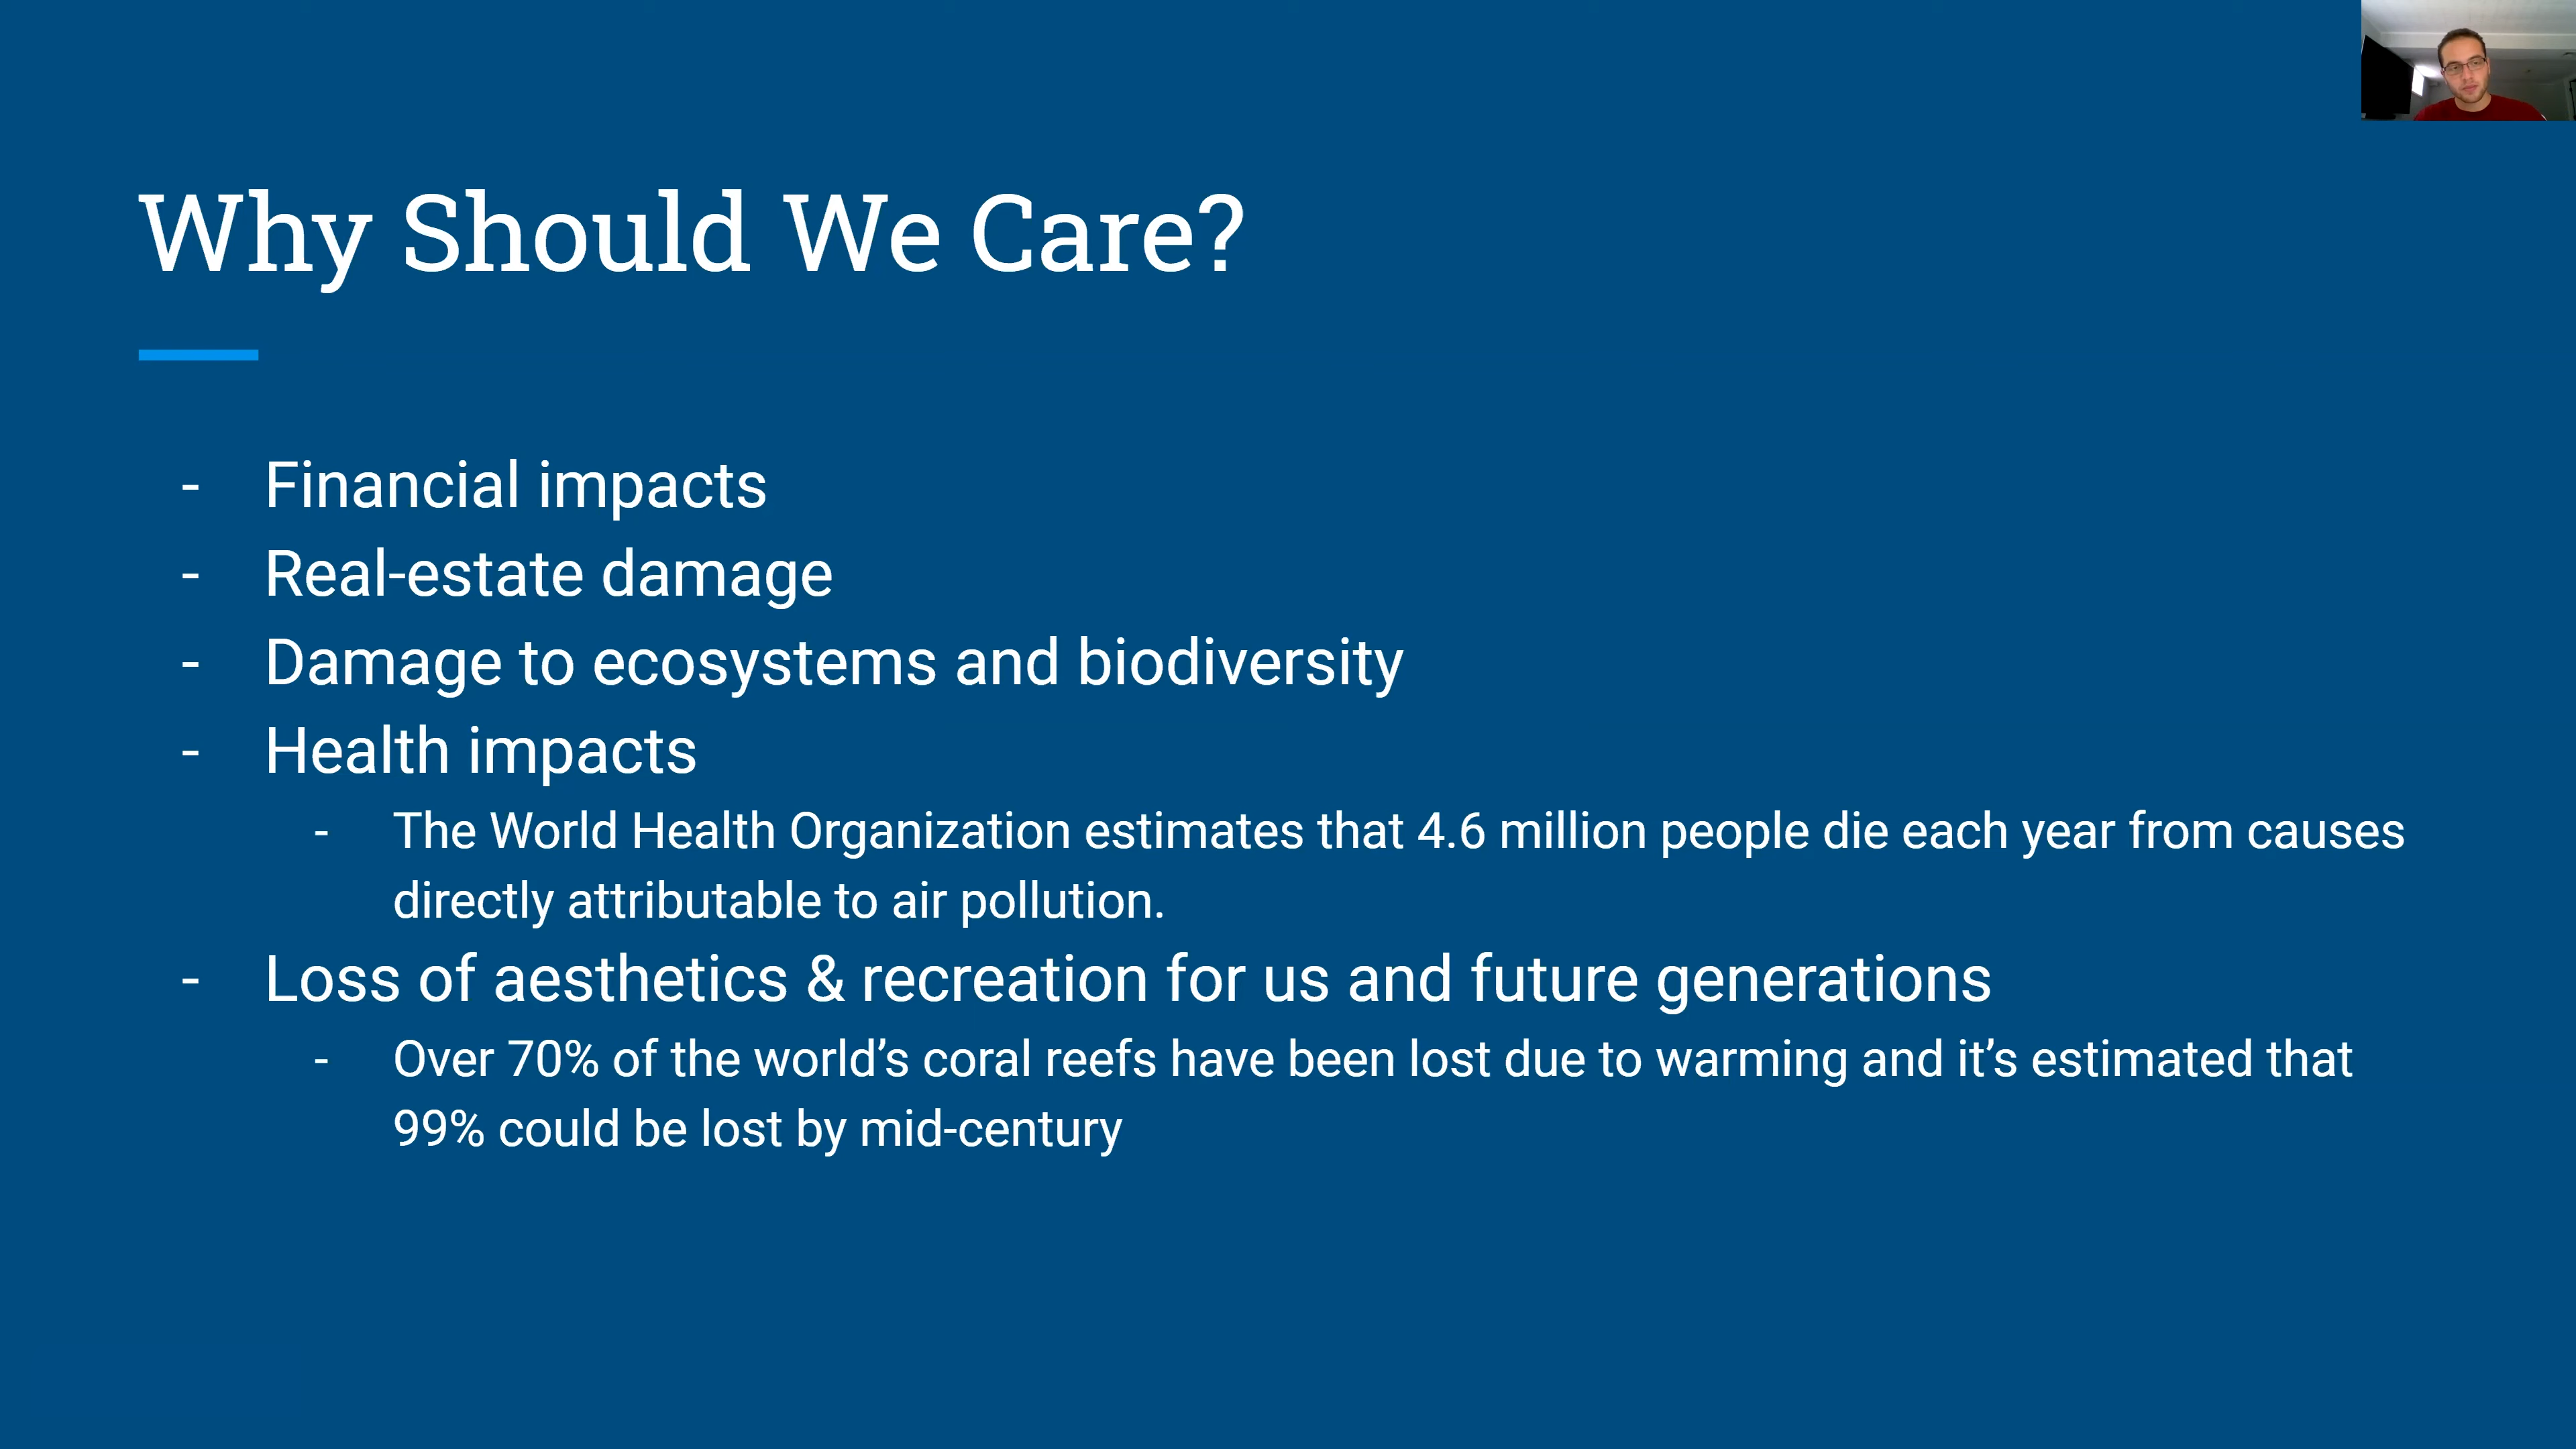 Why Should We Care?
- Financial impacts
- Real-estate damage
- Damage to ecosystems and biodiversity
- Health impacts
- The World Health Organization estimates that 4.6 million people die each year from causes
directly attributable to air pollution.
- Loss of aesthetics & recreation for us and future generations
- Over 70% of the world’s coral reefs have been lost due to warming and it’s estimated that
99% could be lost by mid-century